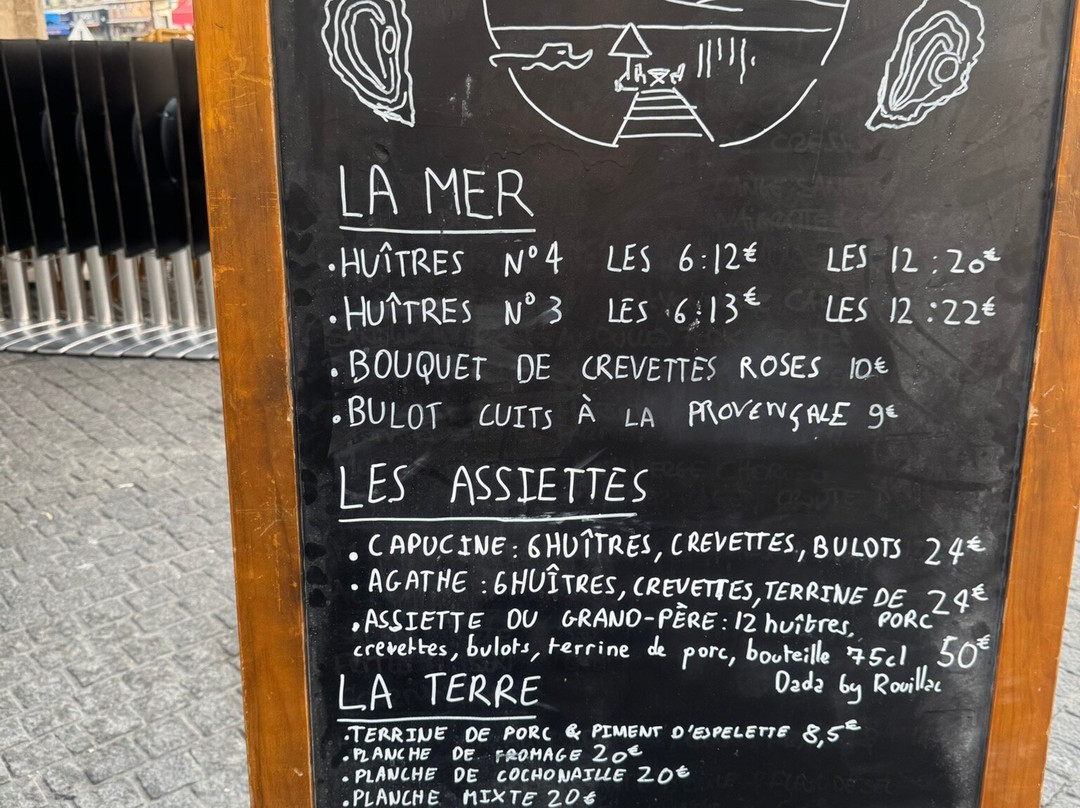 LA MER
.HUÎTRES N°4 LES 6:12€ LES 12:20€
.HUÎTRES N°3 LES 6:13€ LES 12:22€
.BOUQUET DE CREVETTES ROSES 10€
.BULOT CUITS À LA PROVENÇALE 9€
LES ASSIETTES
.CAPUCINE: 6HUÎTRES, CREVETTES, BULOTS 24€
.AGATHE: 6HUÎTRES, CREVETTES, TERRINE DE PORC 24€
.ASSIETTE DU GRAND-PÈRE: 12 huîtres,
crevettes, bulots, terrine de porc, bouteille 75cl 50€
Dada by Rouillac
LA TERRE
.TERRINE DE PORC & PIMENT D'ESPELETTE 8,5€
.PLANCHE DE FROMAGE 20€
.PLANCHE DE COCHONAILLE 20€
.PLANCHE MIXTE 20€